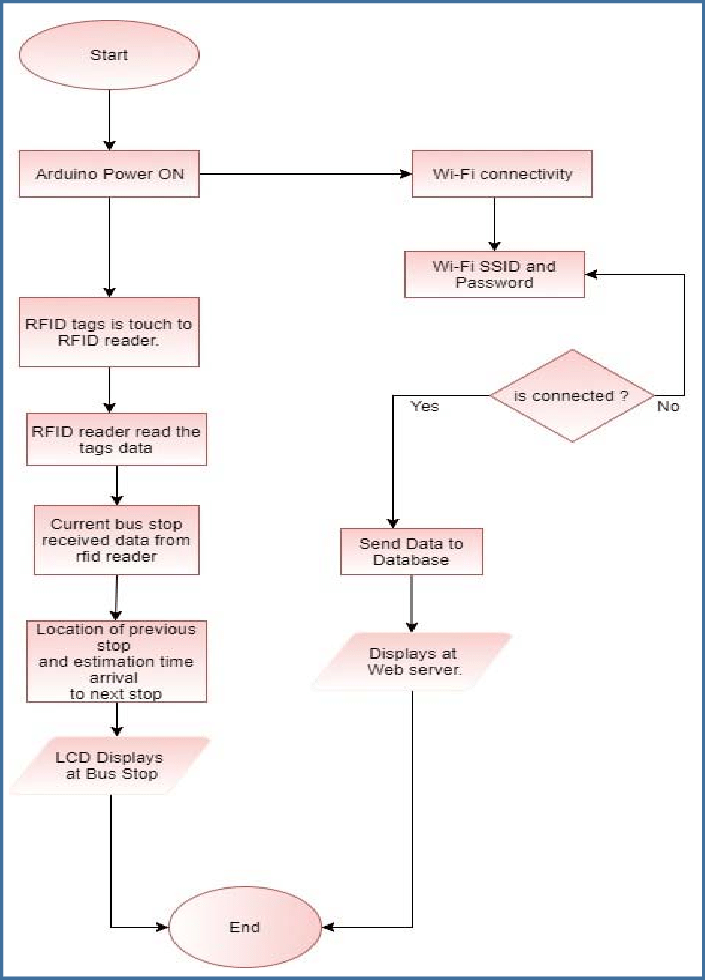 Start
Arduino Power ON
Wi-Fi connectivity
Wi-Fi SSID and
Password
RFID tags is touch to
RFID reader.
is connected ?
Yes
No
RFID reader read the
tags data
Current bus stop
received data from
rfid reader
Send Data to
Database
Location of previous
stop
and estimation time
arrival
to next stop
Displays at
Web server.
LCD Displays
at Bus Stop
End